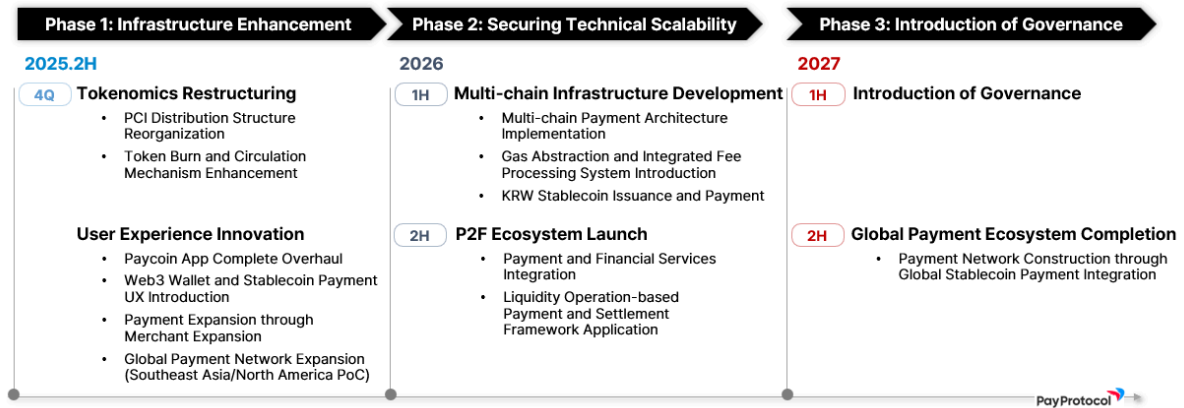 Phase 1: Infrastructure Enhancement
Phase 2: Securing Technical Scalability
Phase 3: Introduction of Governance
2025.2H
4Q
Tokenomics Restructuring
• PCI Distribution Structure
Reorganization
• Token Burn and Circulation
Mechanism Enhancement
User Experience Innovation
• Paycoin App Complete Overhaul
• Web3 Wallet and Stablecoin Payment
UX Introduction
• Payment Expansion through
Merchant Expansion
• Global Payment Network Expansion
(Southeast Asia/North America PoC)
2026
1H
Multi-chain Infrastructure Development
• Multi-chain Payment Architecture
Implementation
• Gas Abstraction and Integrated Fee
Processing System Introduction
• KRW Stablecoin Issuance and Payment
2H
P2F Ecosystem Launch
• Payment and Financial Services
Integration
• Liquidity Operation-based
Payment and Settlement
Framework Application
2027
1H
Introduction of Governance
2H
Global Payment Ecosystem Completion
• Payment Network Construction through
Global Stablecoin Payment Integration
PayProtocol